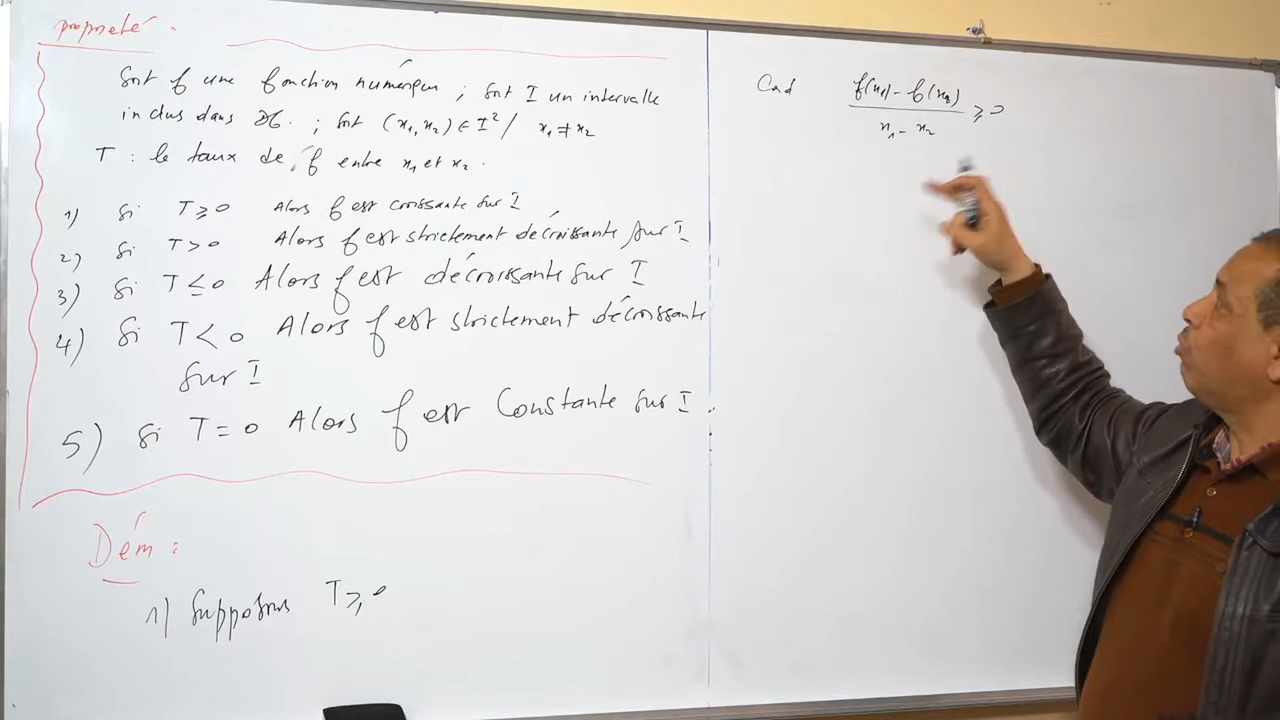 proprieté.
Soit f une fonction numérique ; soit I un intervalle
inclus dans Df. ; soit (x₁,x₂) ∈ I² / x₁ ≠ x₂
T : le taux de f entre x₁ et x₂.
1) si T ⩾ 0 Alors f est croissante sur I
2) si T > 0 Alors f est strictement décroissante sur I
3) si T ≤ 0 Alors f est décroissante sur I
4) si T < 0 Alors f est strictement décroissante
sur I
5) si T = 0 Alors f est Constante sur I.
Dém :
1) Supposons T ⩾ 0
Cad f(x₁) - f(x₂) / x₁ - x₂ ⩾ 0